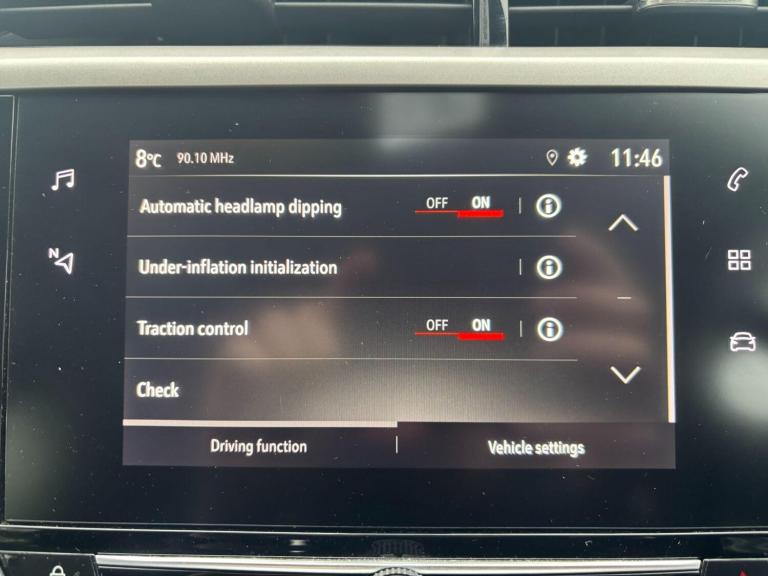 8°C 90.10 MHz 11:46
Automatic headlamp dipping OFF ON
Under-inflation initialization
Traction control OFF ON
Check
Driving function Vehicle settings
N